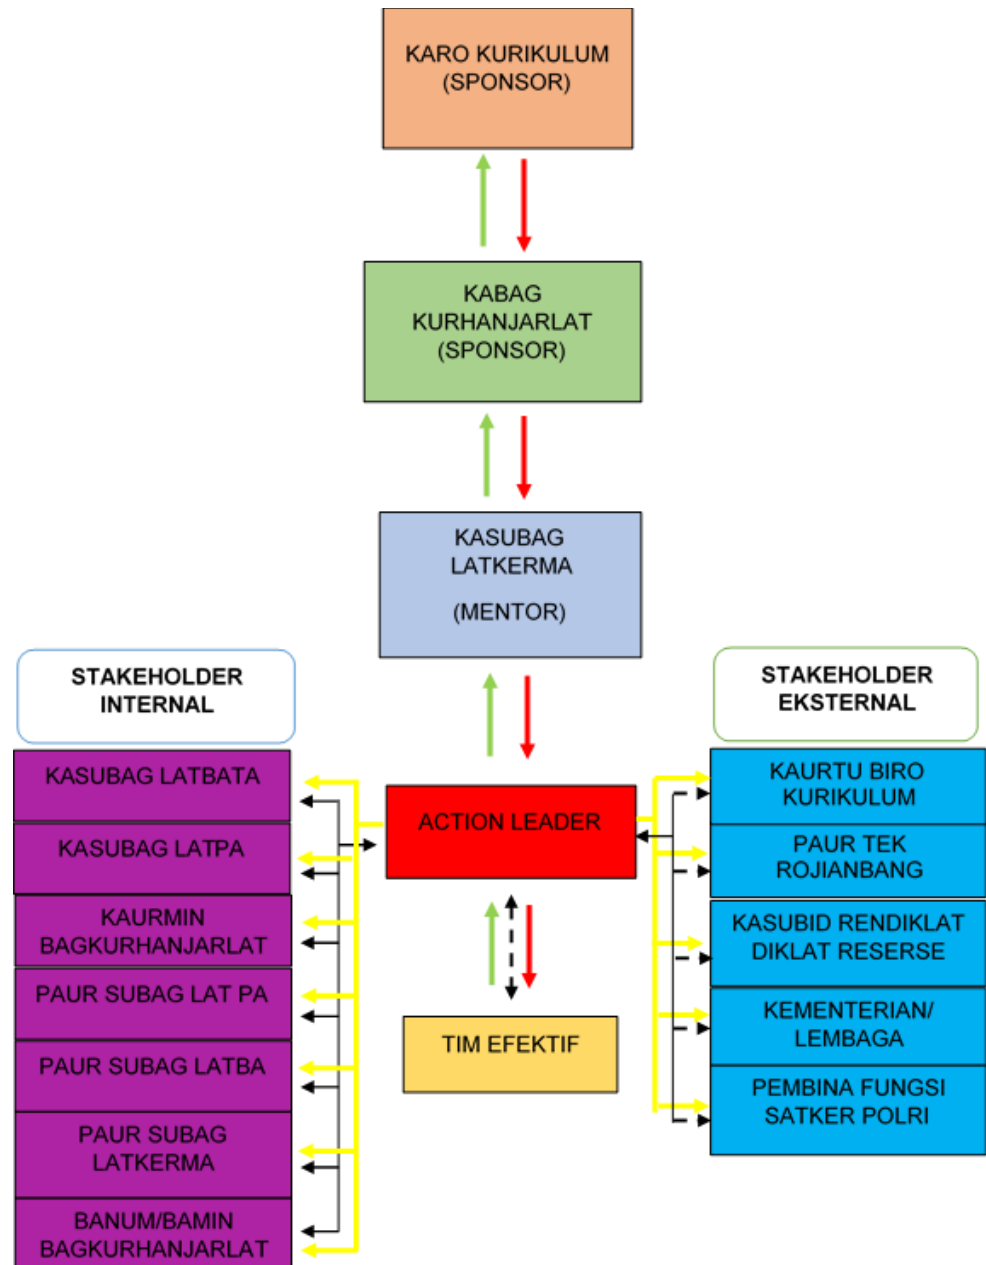 KARO KURIKULUM
(SPONSOR)
KABAG
KURHANJARLAT
(SPONSOR)
KASUBAG
LATKERMA
(MENTOR)
STAKEHOLDER
INTERNAL
KASUBAG LATBATA
KASUBAG LATPA
KAURMIN
BAGKURHANJARLAT
PAUR SUBAG LAT PA
PAUR SUBAG LATBA
PAUR SUBAG
LATKERMA
BANUM/BAMIN
BAGKURHANJARLAT
ACTION LEADER
TIM EFEKTIF
STAKEHOLDER
EKSTERNAL
KAURTU BIRO
KURIKULUM
PAUR TEK
ROJIANBANG
KASUBID RENDIKLAT
DIKLAT RESERSE
KEMENTERIAN/
LEMBAGA
PEMBINA FUNGSI
SATKER POLRI